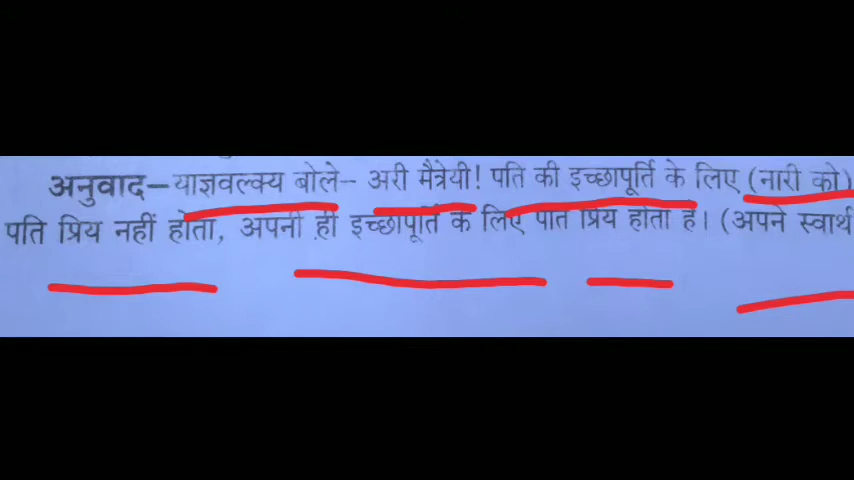 अनुवाद–याज्ञवल्क्य बोले– अरी मैत्रेयी! पति की इच्छापूर्ति के लिए (नारी को)
पति प्रिय नहीं होता, अपनी ही इच्छापूर्ति के लिए पति प्रिय होता है। (अपने स्वार्थ